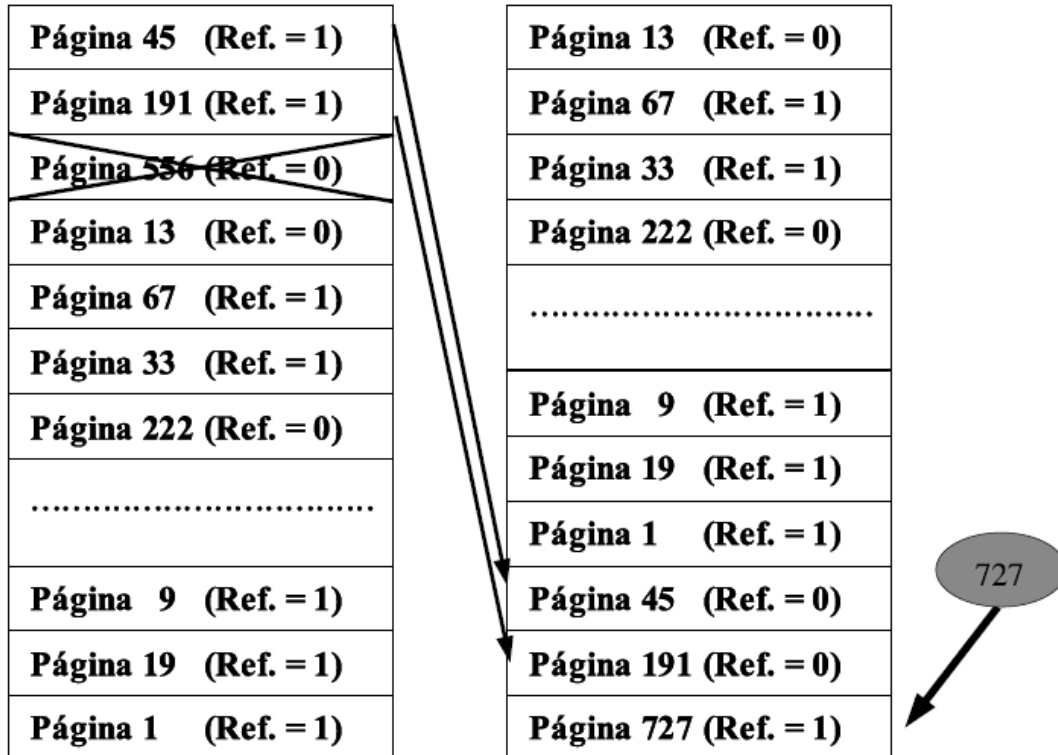 Página 45 (Ref. = 1)
Página 191 (Ref. = 1)
Página 556 (Ref. = 0)
Página 13 (Ref. = 0)
Página 67 (Ref. = 1)
Página 33 (Ref. = 1)
Página 222 (Ref. = 0)
..................................
Página 9 (Ref. = 1)
Página 19 (Ref. = 1)
Página 1 (Ref. = 1)
Página 13 (Ref. = 0)
Página 67 (Ref. = 1)
Página 33 (Ref. = 1)
Página 222 (Ref. = 0)
..................................
Página 9 (Ref. = 1)
Página 19 (Ref. = 1)
Página 1 (Ref. = 1)
Página 45 (Ref. = 0)
Página 191 (Ref. = 0)
Página 727 (Ref. = 1)
727